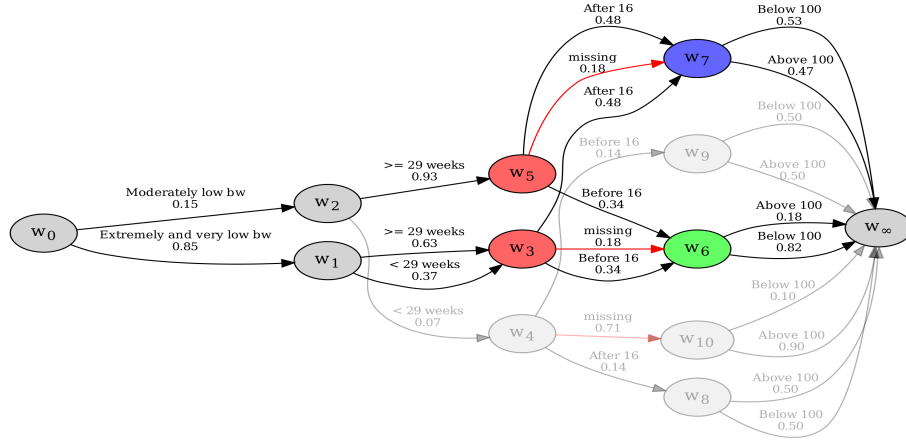 After 16
0.48
Below 100
0.53
missing
0.18
w7
Above 100
0.47
After 16
0.48
Below 100
0.50
Before 16
0.14
w9
>= 29 weeks
0.93
w5
Above 100
0.50
Moderately low bw
0.15
w2
Before 16
0.34
Above 100
0.18
w0
Extremely and very low bw
0.85
>= 29 weeks
0.63
missing
0.18
w∞
w1
w3
w6
Below 100
0.82
< 29 weeks
0.37
Before 16
0.34
Below 100
0.10
< 29 weeks
0.07
missing
0.71
w4
w10
Above 100
0.90
After 16
0.14
Above 100
0.50
w8
Below 100
0.50